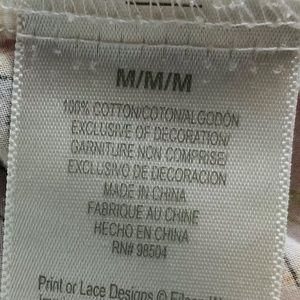 M/M/M
100% COTTON/COTON/ALGODÓN
EXCLUSIVE OF DECORATION/
GARNITURE NON COMPRISE/
EXCLUSIVO DE DECORACION
MADE IN CHINA
FABRIQUE AU CHINE
HECHO EN CHINA
RN# 98504
Print or Lace Designs ©